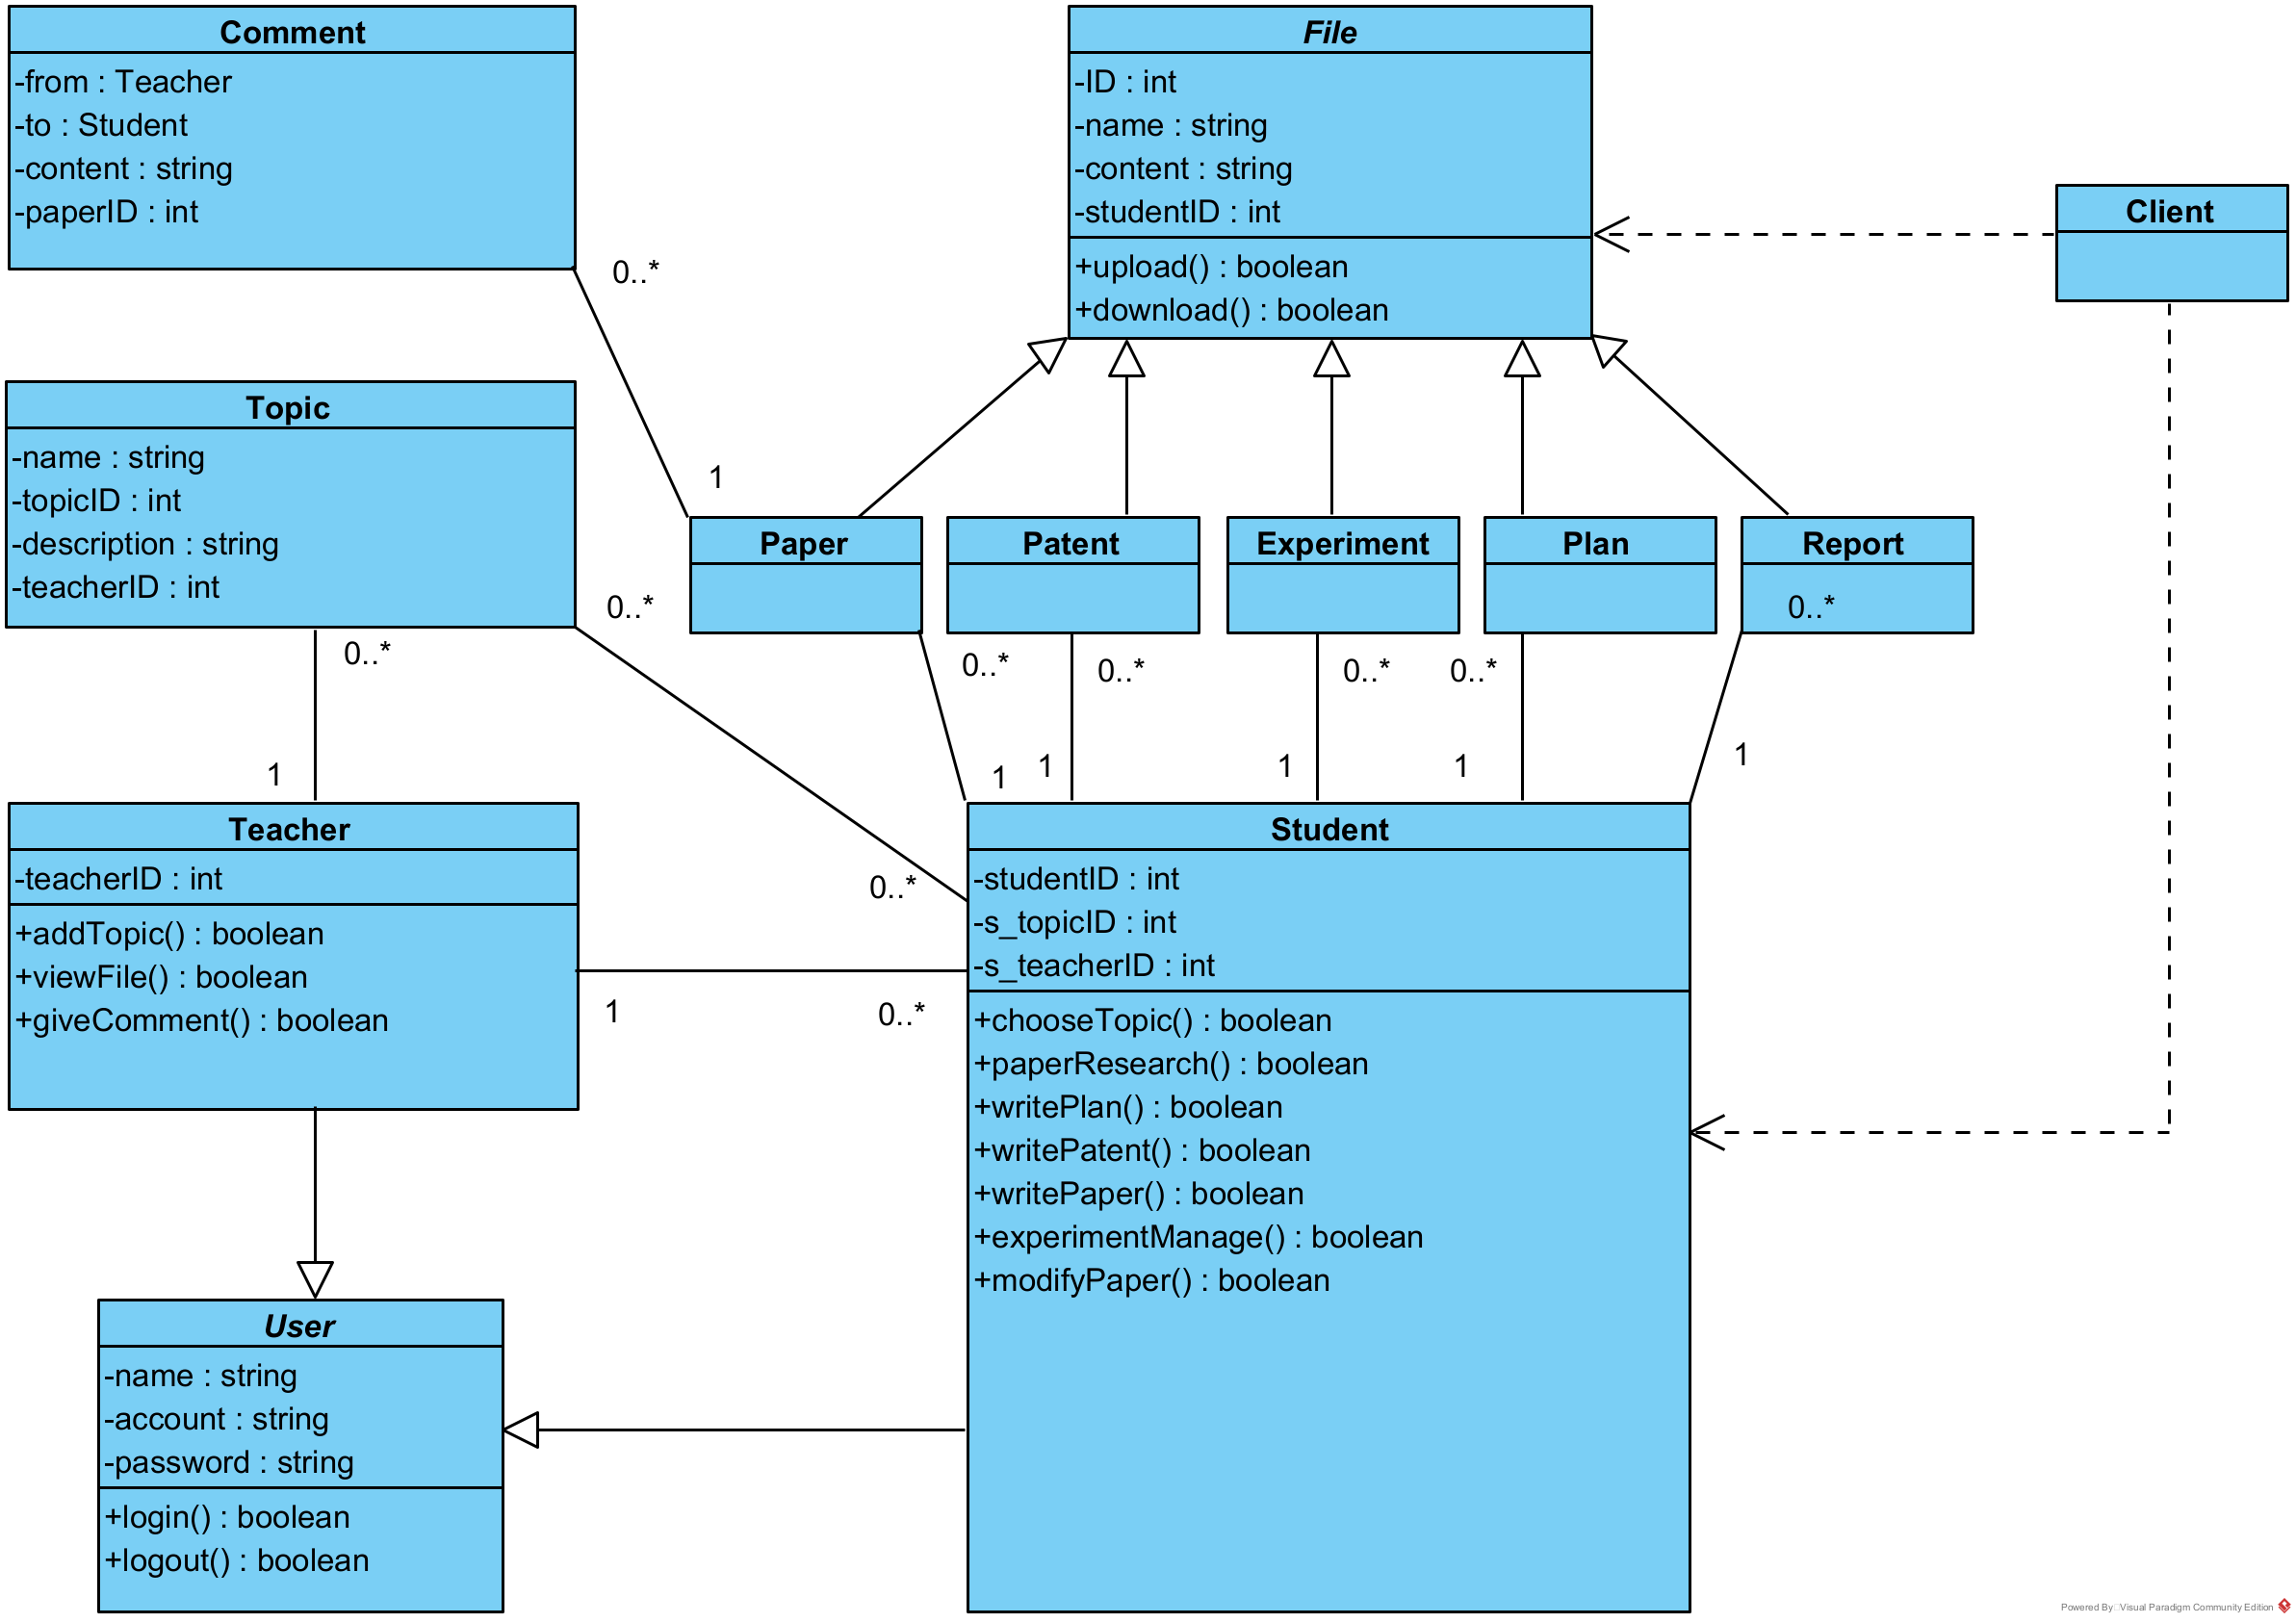 Comment
-from : Teacher
-to : Student
-content : string
-paperID : int
0..*
1
File
-ID : int
-name : string
-content : string
-studentID : int
+upload() : boolean
+download() : boolean
Client
Topic
-name : string
-topicID : int
-description : string
-teacherID : int
0..*
0..*
1
0..*
Paper
Patent
Experiment
Plan
Report
0..*
0..*
0..*
0..*
0..*
1
1
1
1
1
Teacher
-teacherID : int
+addTopic() : boolean
+viewFile() : boolean
+giveComment() : boolean
1
0..*
Student
-studentID : int
-s_topicID : int
-s_teacherID : int
+chooseTopic() : boolean
+paperResearch() : boolean
+writePlan() : boolean
+writePatent() : boolean
+writePaper() : boolean
+experimentManage() : boolean
+modifyPaper() : boolean
User
-name : string
-account : string
-password : string
+login() : boolean
+logout() : boolean
Powered By Visual Paradigm Community Edition